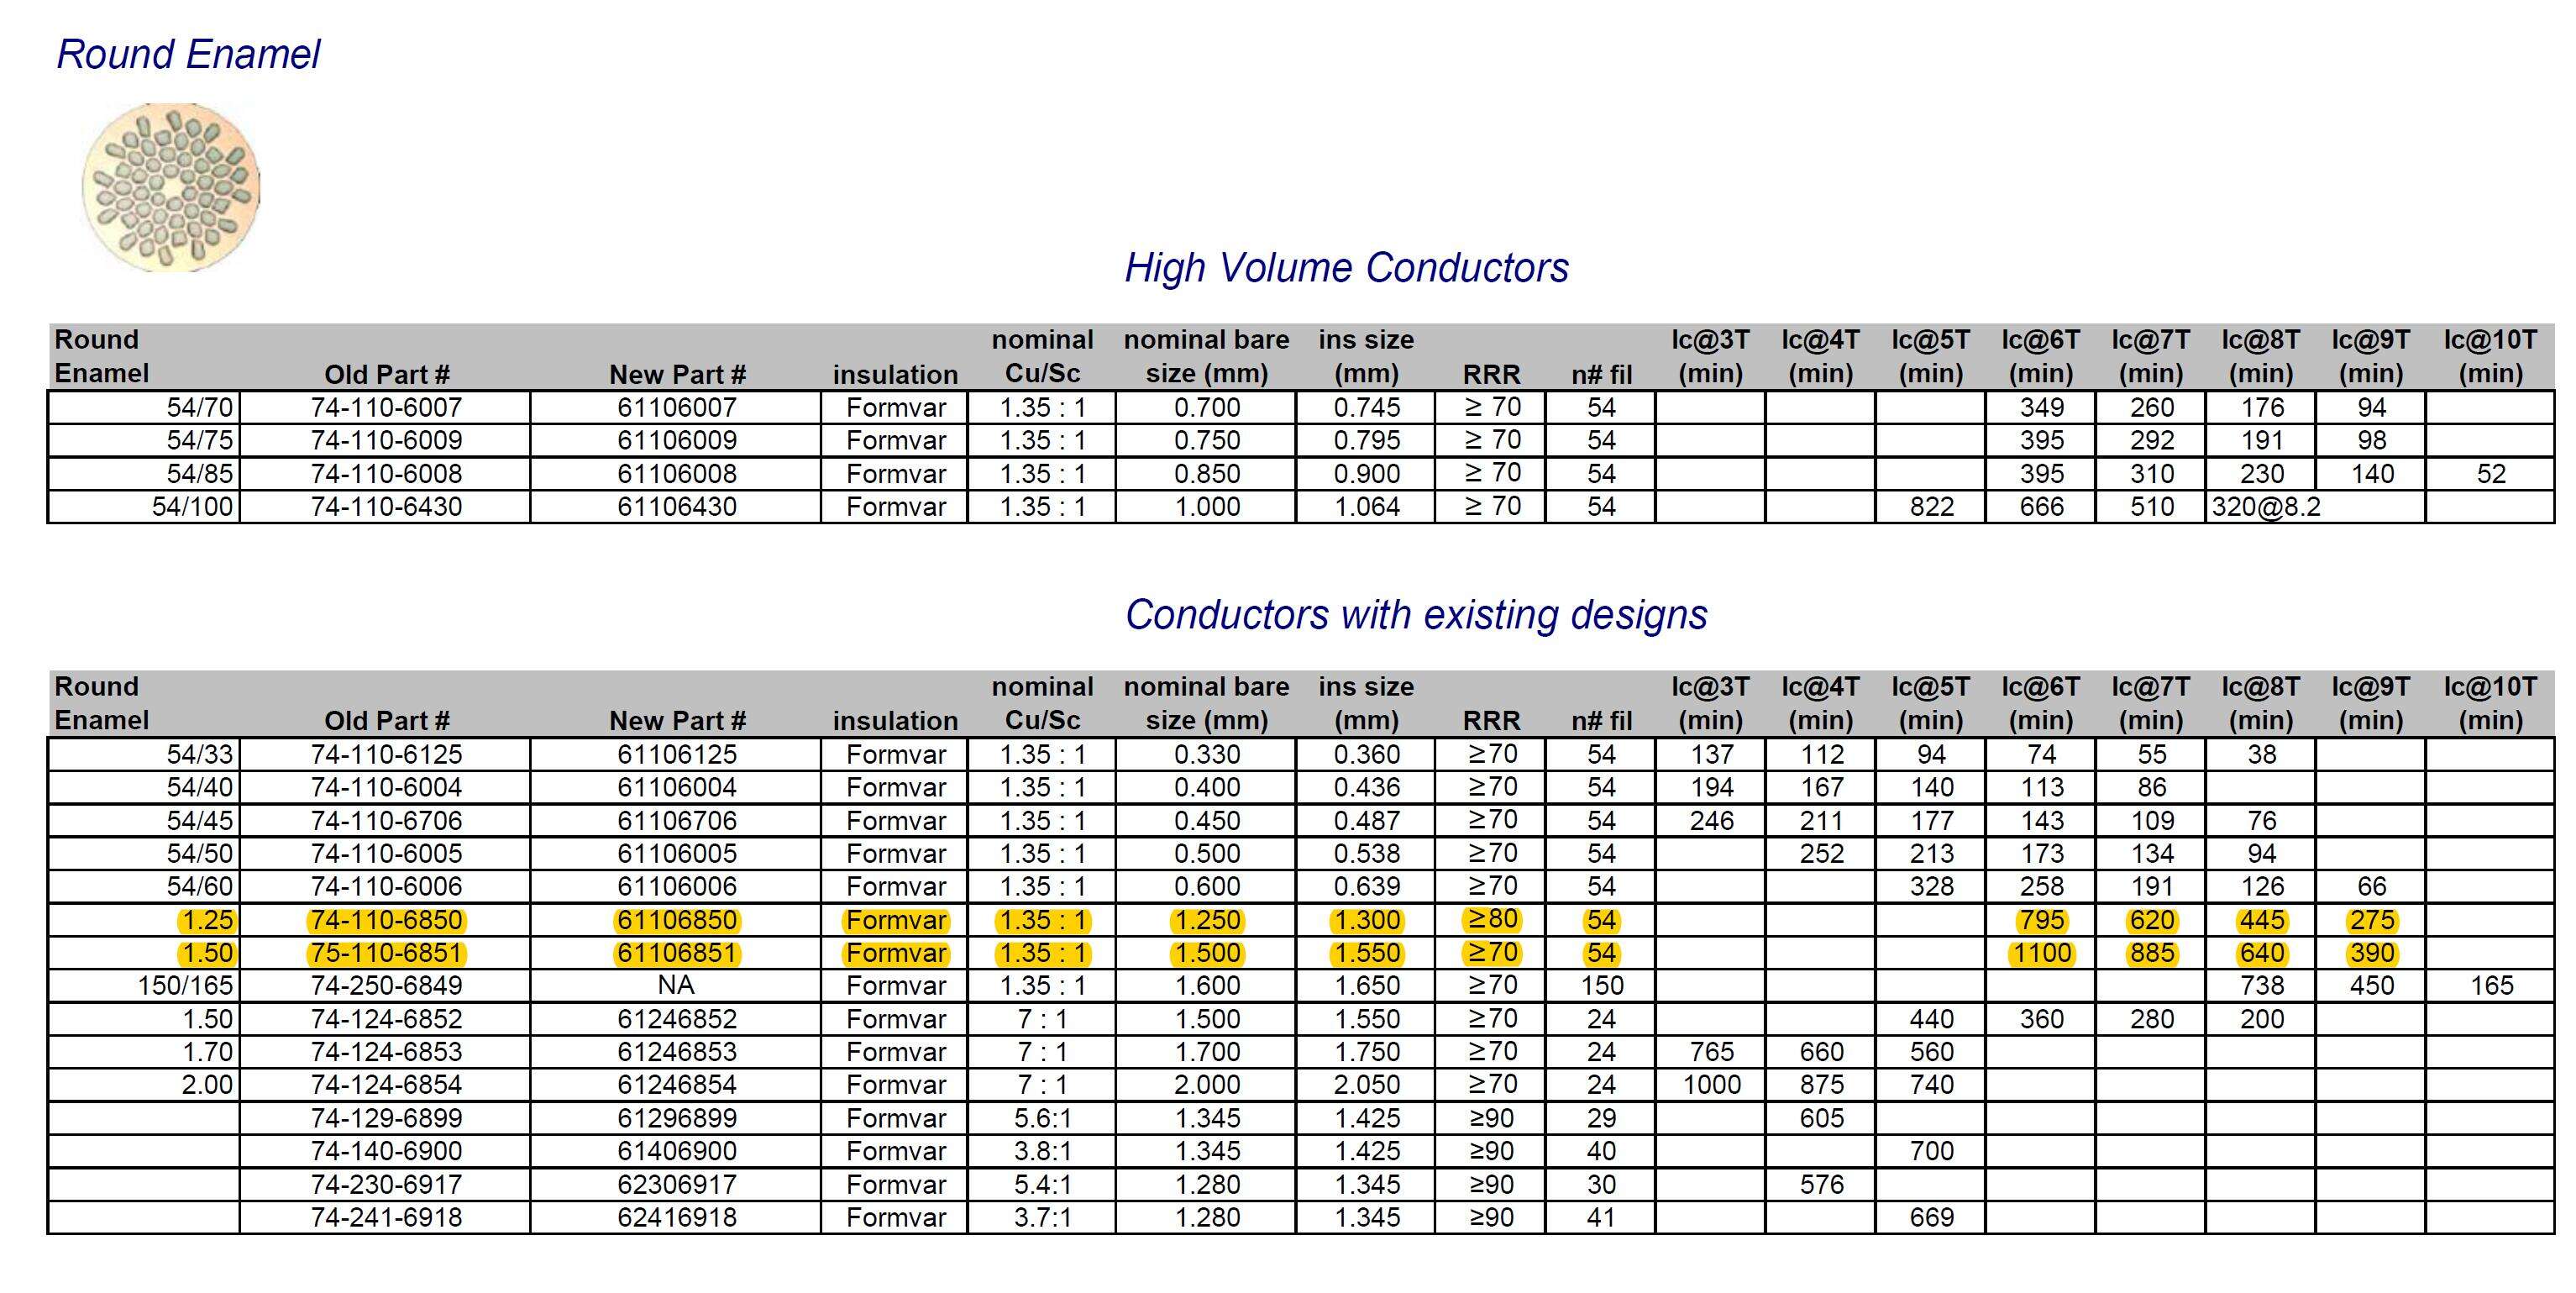 Round Enamel
High Volume Conductors
Round nominal nominal bare ins size Ic@3T Ic@4T Ic@5T Ic@6T Ic@7T Ic@8T Ic@9T Ic@10T
Enamel Old Part # New Part # insulation Cu/Sc size (mm) (mm) RRR n# fil (min) (min) (min) (min) (min) (min) (min) (min)
54/70 74-110-6007 61106007 Formvar 1.35 : 1 0.700 0.745 ≥ 70 54 349 260 176 94
54/75 74-110-6009 61106009 Formvar 1.35 : 1 0.750 0.795 ≥ 70 54 395 292 191 98
54/85 74-110-6008 61106008 Formvar 1.35 : 1 0.850 0.900 ≥ 70 54 395 310 230 140 52
54/100 74-110-6430 61106430 Formvar 1.35 : 1 1.000 1.064 ≥ 70 54 822 666 510 320@8.2
Conductors with existing designs
Round nominal nominal bare ins size Ic@3T Ic@4T Ic@5T Ic@6T Ic@7T Ic@8T Ic@9T Ic@10T
Enamel Old Part # New Part # insulation Cu/Sc size (mm) (mm) RRR n# fil (min) (min) (min) (min) (min) (min) (min) (min)
54/33 74-110-6125 61106125 Formvar 1.35 : 1 0.330 0.360 ≥70 54 137 112 94 74 55 38
54/40 74-110-6004 61106004 Formvar 1.35 : 1 0.400 0.436 ≥70 54 194 167 140 113 86
54/45 74-110-6706 61106706 Formvar 1.35 : 1 0.450 0.487 ≥70 54 246 211 177 143 109 76
54/50 74-110-6005 61106005 Formvar 1.35 : 1 0.500 0.538 ≥70 54 252 213 173 134 94
54/60 74-110-6006 61106006 Formvar 1.35 : 1 0.600 0.639 ≥70 54 328 258 191 126 66
1.25 74-110-6850 61106850 Formvar 1.35 : 1 1.250 1.300 ≥80 54 795 620 445 275
1.50 75-110-6851 61106851 Formvar 1.35 : 1 1.500 1.550 ≥70 54 1100 885 640 390
150/165 74-250-6849 NA Formvar 1.35 : 1 1.600 1.650 ≥70 150 738 450 165
1.50 74-124-6852 61246852 Formvar 7 : 1 1.500 1.550 ≥70 24 440 360 280 200
1.70 74-124-6853 61246853 Formvar 7 : 1 1.700 1.750 ≥70 24 765 660 560
2.00 74-124-6854 61246854 Formvar 7 : 1 2.000 2.050 ≥70 24 1000 875 740
74-129-6899 61296899 Formvar 5.6:1 1.345 1.425 ≥90 29 605
74-140-6900 61406900 Formvar 3.8:1 1.345 1.425 ≥90 40 700
74-230-6917 62306917 Formvar 5.4:1 1.280 1.345 ≥90 30 576
74-241-6918 62416918 Formvar 3.7:1 1.280 1.345 ≥90 41 669